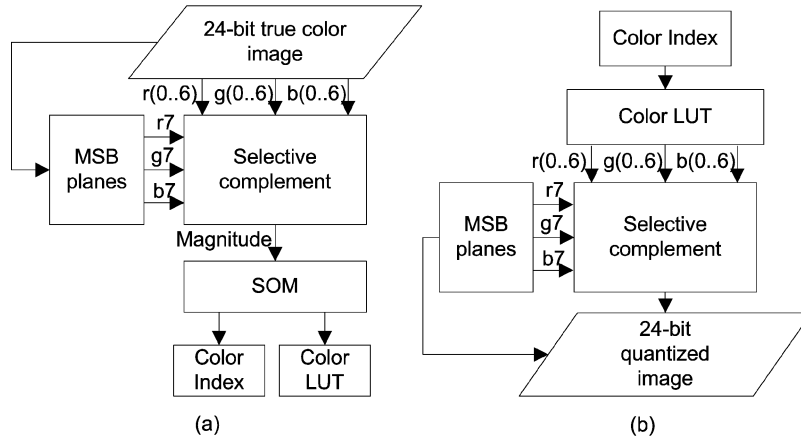 24-bit true color
image
r(0..6) g(0..6) b(0..6)
MSB
planes
r7
g7
b7
Selective
complement
Magnitude
SOM
Color
Index
Color
LUT
(a)
Color Index
Color LUT
r(0..6) g(0..6) b(0..6)
MSB
planes
r7
g7
b7
Selective
complement
24-bit
quantized
image
(b)